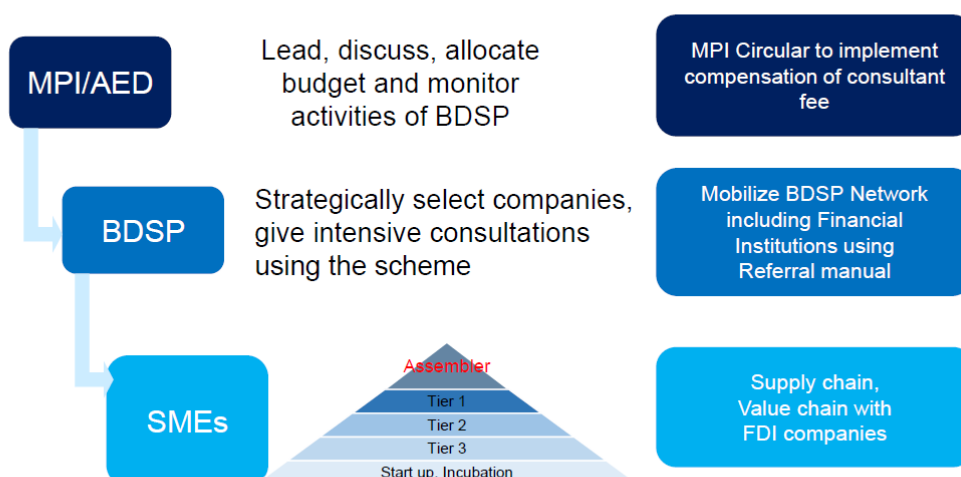 MPI/AED
Lead, discuss, allocate
budget and monitor
activities of BDSP
MPI Circular to implement
compensation of consultant
fee
BDSP
Strategically select companies,
give intensive consultations
using the scheme
Mobilize BDSP Network
including Financial
Institutions using
Referral manual
SMEs
Assembler
Tier 1
Tier 2
Tier 3
Start up, Incubation
Supply chain,
Value chain with
FDI companies